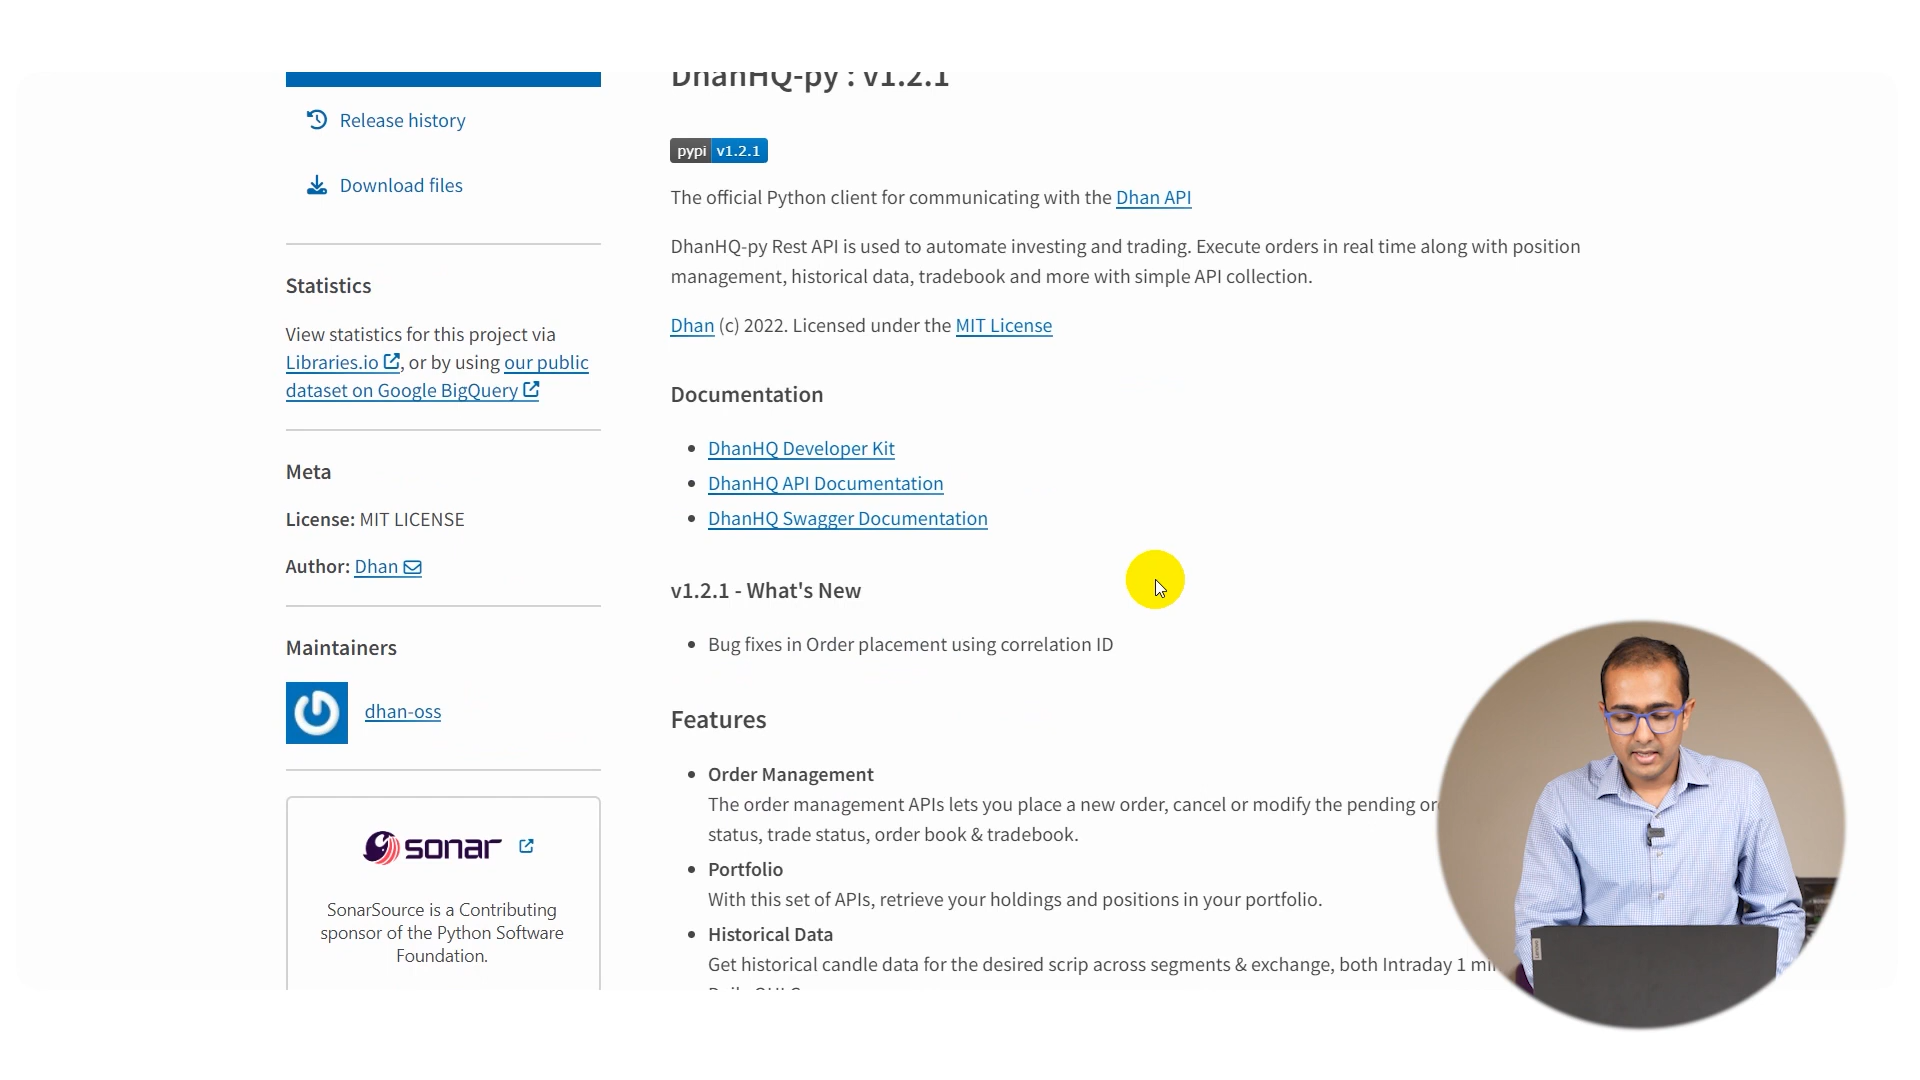 Release history
Download files
Statistics
View statistics for this project via
Libraries.io, or by using our public
dataset on Google BigQuery
Meta
License: MIT LICENSE
Author: Dhan
Maintainers
dhan-oss
sonar
SonarSource is a Contributing
sponsor of the Python Software
Foundation.
DhanHQ-py : v1.2.1
pypi v1.2.1
The official Python client for communicating with the Dhan API
DhanHQ-py Rest API is used to automate investing and trading. Execute orders in real time along with position
management, historical data, tradebook and more with simple API collection.
Dhan (c) 2022. Licensed under the MIT License
Documentation
• DhanHQ Developer Kit
• DhanHQ API Documentation
• DhanHQ Swagger Documentation
v1.2.1 - What's New
• Bug fixes in Order placement using correlation ID
Features
• Order Management
The order management APIs lets you place a new order, cancel or modify the pending
status, trade status, order book & tradebook.
• Portfolio
With this set of APIs, retrieve your holdings and positions in your portfolio.
• Historical Data
Get historical candle data for the desired scrip across segments & exchange, both Intraday 1